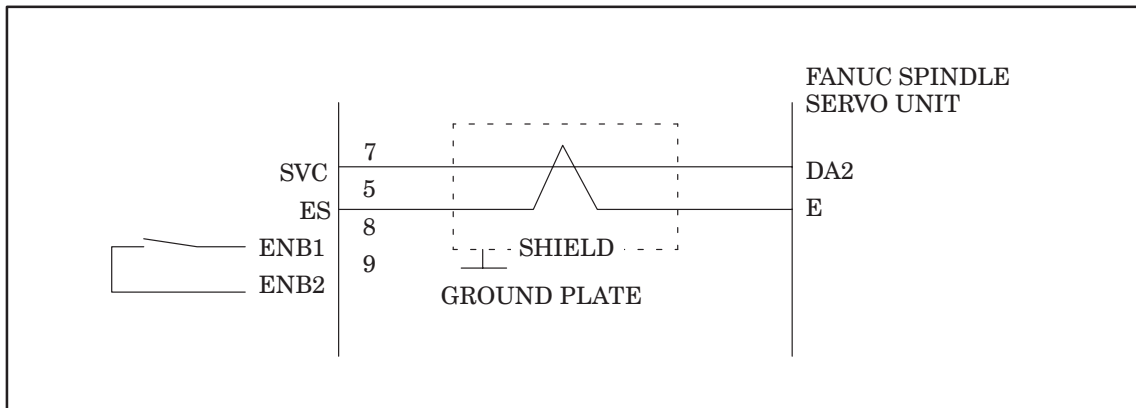 FANUC SPINDLE
SERVO UNIT
7
SVC
DA2
5
ES
E
8
ENB1
SHIELD
9
ENB2
GROUND PLATE